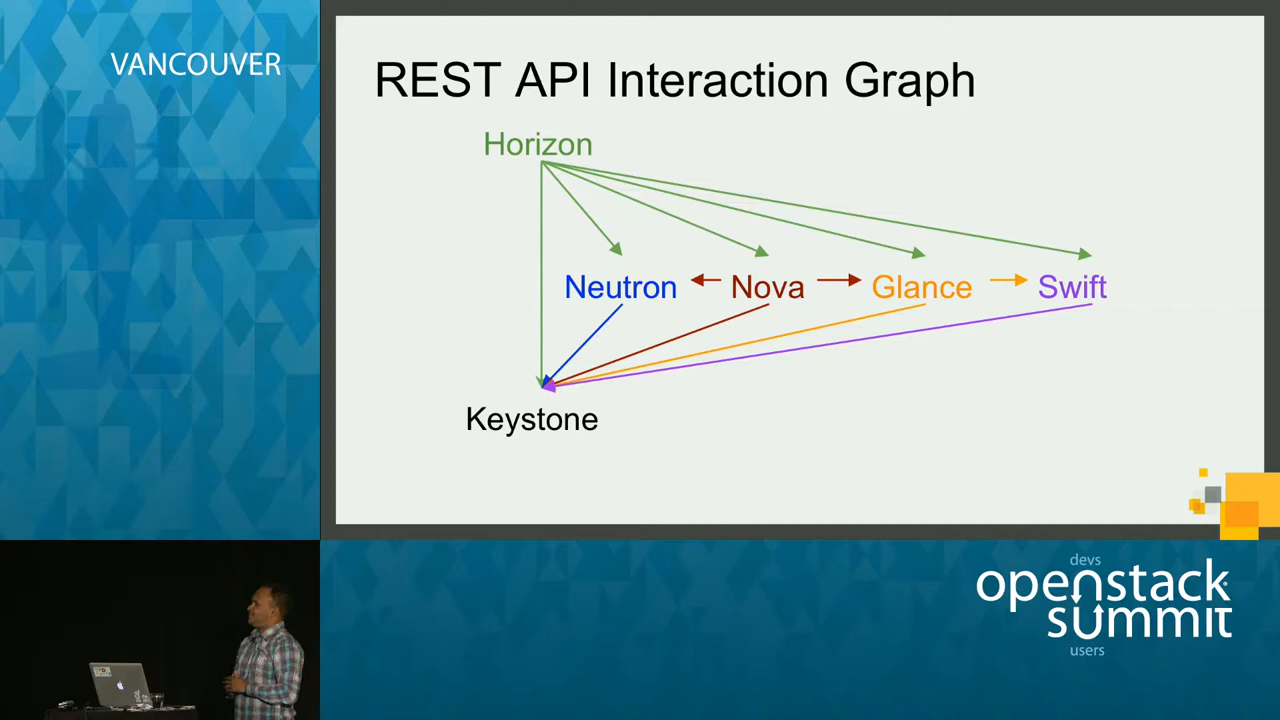 VANCOUVER
REST API Interaction Graph
Horizon
Neutron
Nova
Glance
Swift
Keystone
devs
openstack
summit
users